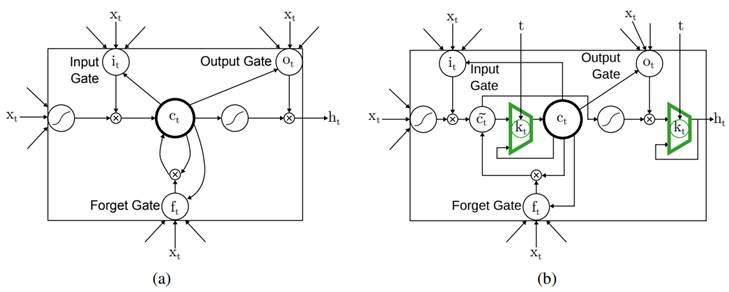 x_t
i_t
Input
Gate
Output Gate
o_t
x_t
x_t
c_t
h_t
Forget Gate
f_t
x_t
(a)
x_t
t
x_t
t
i_t
Input
Gate
Output
Gate
o_t
x_t
c̃_t
k_t
c_t
k_t
h_t
Forget Gate
f_t
x_t
(b)